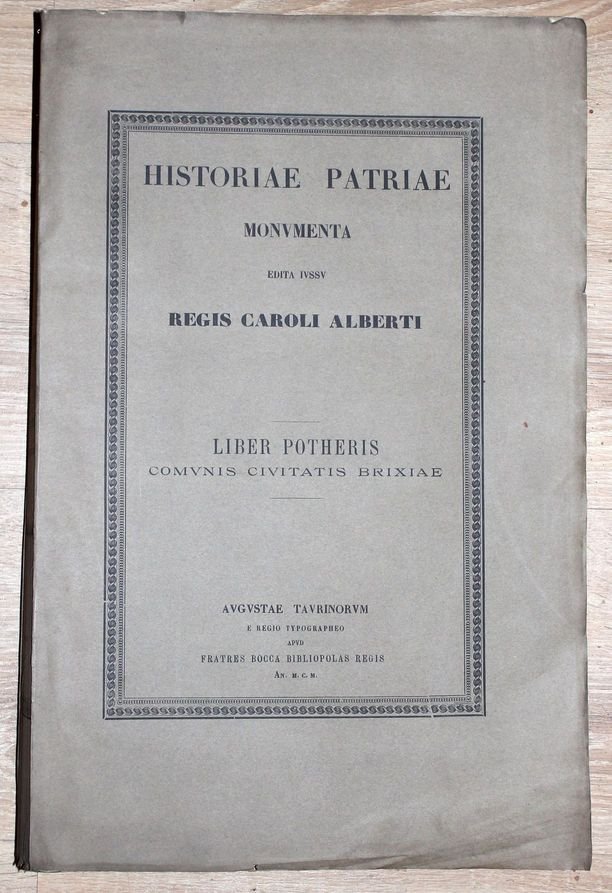 HISTORIAE PATRIAE
MONVMENTA
EDITA IVSSV
REGIS CAROLI ALBERTI
LIBER POTHERIS
COMVNIS CIVITATIS BRIXIAE
AVGVSTAE TAVRINORVM
E REGIO TYPOGRAPHEO
APVD
FRATRES BOCCA BIBLIOPOLAS REGIS
AN. M. C. M.